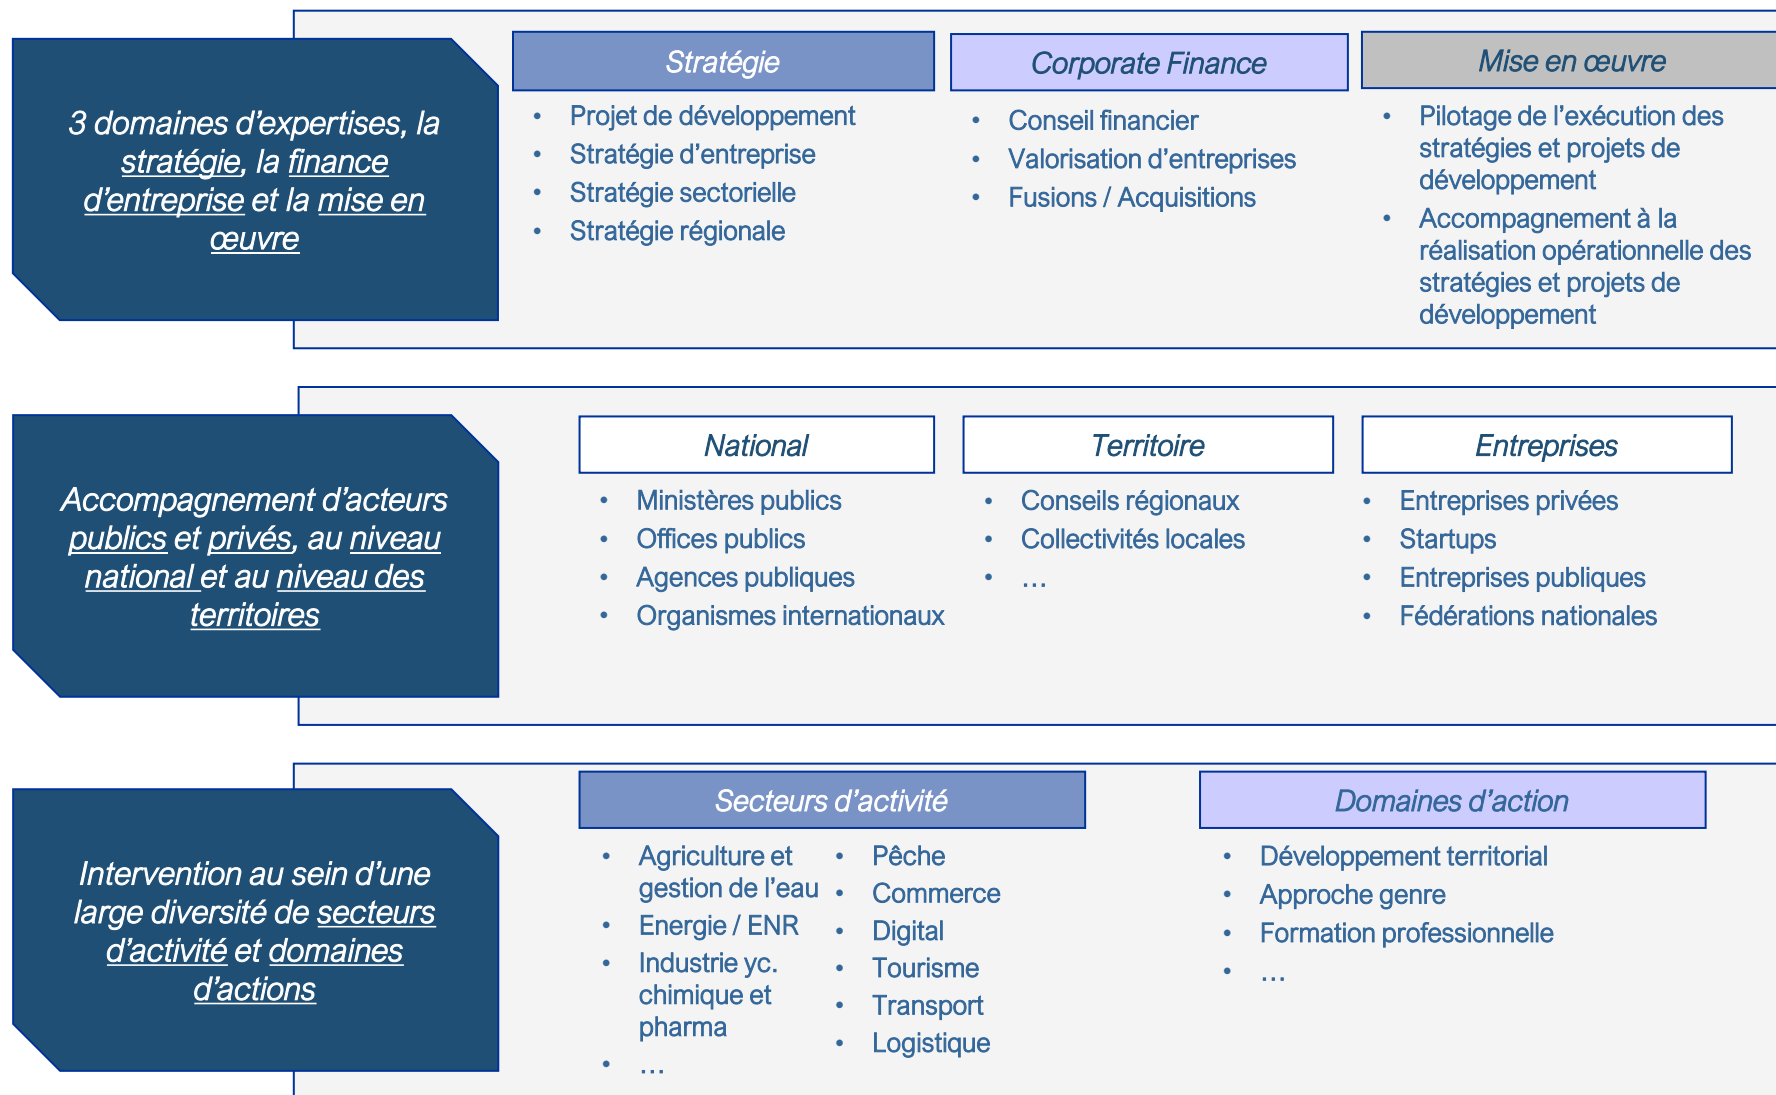 3 domaines d'expertises, la
stratégie, la finance
d'entreprise et la mise en
œuvre
Stratégie
• Projet de développement
• Stratégie d'entreprise
• Stratégie sectorielle
• Stratégie régionale
Corporate Finance
• Conseil financier
• Valorisation d'entreprises
• Fusions / Acquisitions
Mise en œuvre
• Pilotage de l'exécution des
stratégies et projets de
développement
• Accompagnement à la
réalisation opérationnelle des
stratégies et projets de
développement
Accompagnement d'acteurs
publics et privés, au niveau
national et au niveau des
territoires
National
• Ministères publics
• Offices publics
• Agences publiques
• Organismes internationaux
Territoire
• Conseils régionaux
• Collectivités locales
• …
Entreprises
• Entreprises privées
• Startups
• Entreprises publiques
• Fédérations nationales
Intervention au sein d'une
large diversité de secteurs
d'activité et domaines
d'actions
Secteurs d'activité
• Agriculture et
gestion de l'eau
• Energie / ENR
• Industrie yc.
chimique et
pharma
• …
• Pêche
• Commerce
• Digital
• Tourisme
• Transport
• Logistique
Domaines d'action
• Développement territorial
• Approche genre
• Formation professionnelle
• …